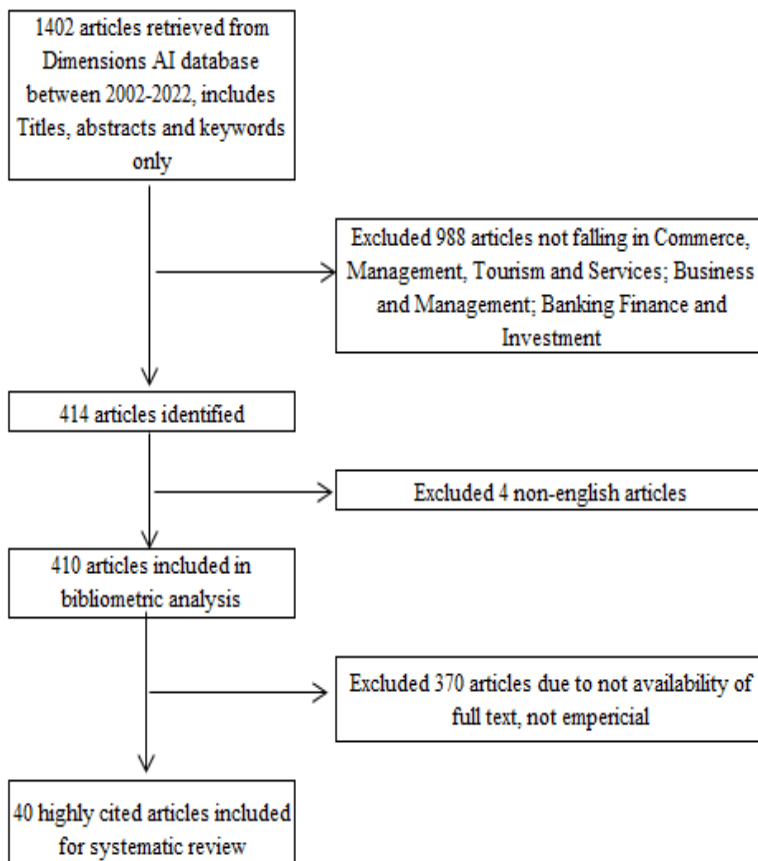 1402 articles retrieved from
Dimensions AI database
between 2002-2022, includes
Titles, abstracts and keywords
only
Excluded 988 articles not falling in Commerce,
Management, Tourism and Services; Business
and Management; Banking Finance and
Investment
414 articles identified
Excluded 4 non-english articles
410 articles included in
bibliometric analysis
Excluded 370 articles due to not availability of
full text, not empericial
40 highly cited articles included
for systematic review